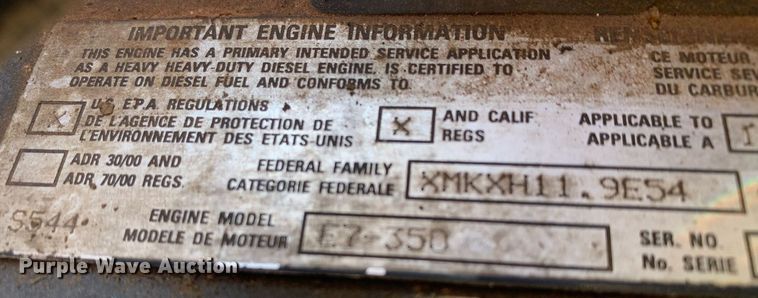 IMPORTANT ENGINE INFORMATION
THIS ENGINE HAS A PRIMARY INTENDED SERVICE APPLICATION
AS A HEAVY HEAVY-DUTY DIESEL ENGINE, IS CERTIFIED TO
OPERATE ON DIESEL FUEL AND CONFORMS TO
CE MOTEUR
SERVICE SEV
DU CARBUR
X U.S. E.P.A. REGULATIONS
DE L'AGENCE DE PROTECTION DE
L'ENVIRONNEMENT DES ETATS-UNIS
X AND CALIF
REGS
APPLICABLE TO
APPLICABLE A
ADR 30/00 AND
ADR 70/00 REGS.
FEDERAL FAMILY
CATEGORIE FEDERALE
XMKXH11.9E54
S544
ENGINE MODEL
MODELE DE MOTEUR
E7-350
SER. NO
No. SERIE
Purple Wave Auction